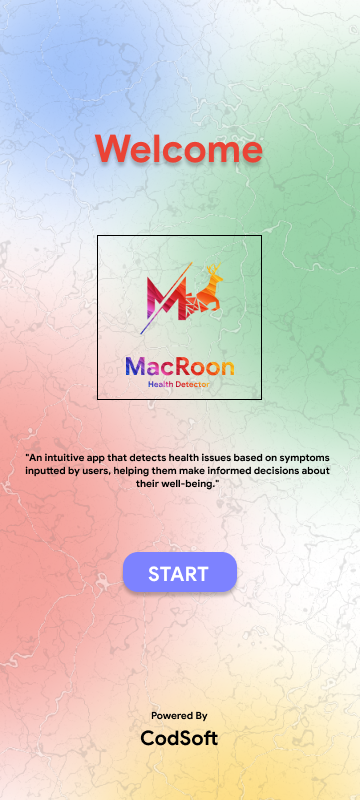 Welcome
M
MacRoon
Health Detector
"An intuitive app that detects health issues based on symptoms
inputted by users, helping them make informed decisions about
their well-being."
START
Powered By
CodSoft